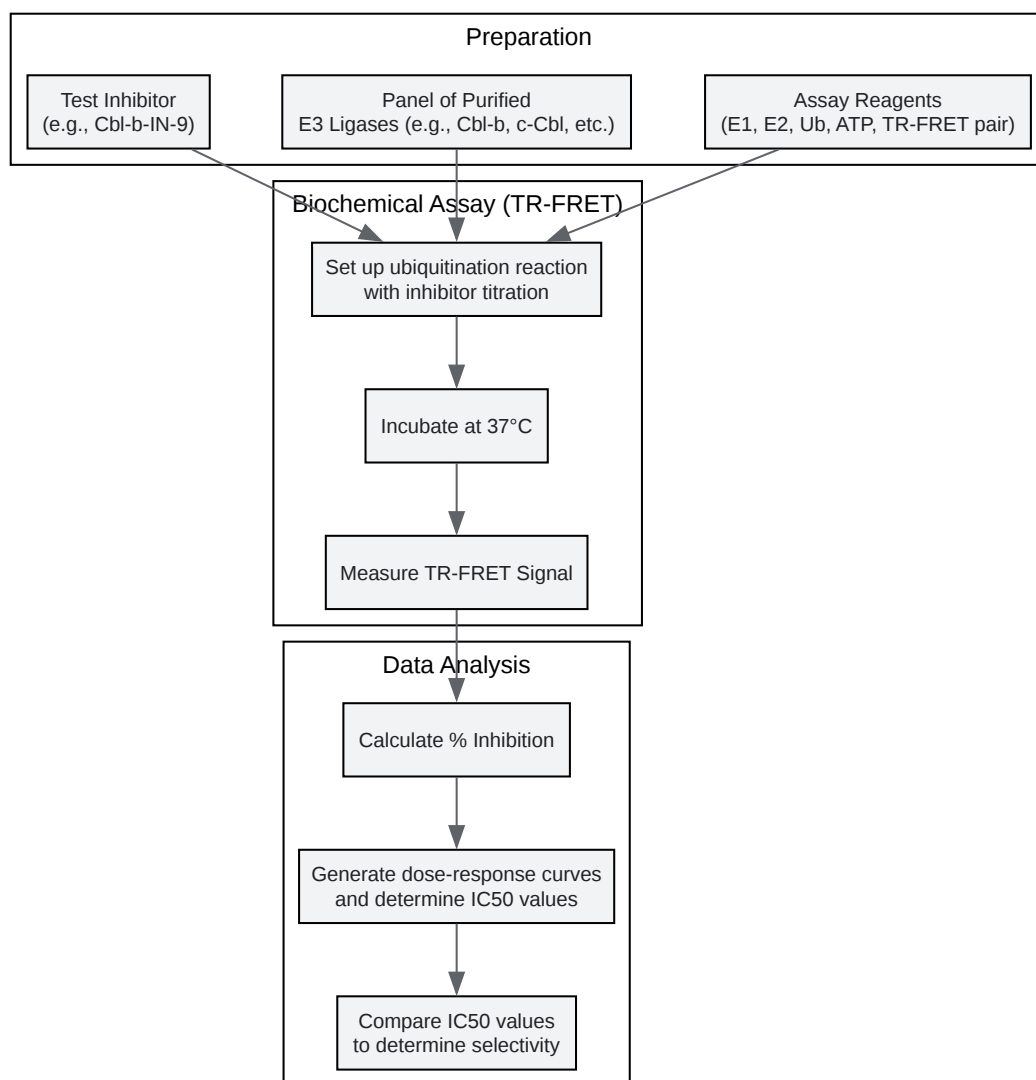 Preparation
Test Inhibitor
(e.g., Cbl-b-IN-9)
Panel of Purified
E3 Ligases (e.g., Cbl-b, c-Cbl, etc.)
Assay Reagents
(E1, E2, Ub, ATP, TR-FRET pair)
Biochemical Assay (TR-FRET)
Set up ubiquitination reaction
with inhibitor titration
Incubate at 37°C
Measure TR-FRET Signal
Data Analysis
Calculate % Inhibition
Generate dose-response curves
and determine IC50 values
Compare IC50 values
to determine selectivity